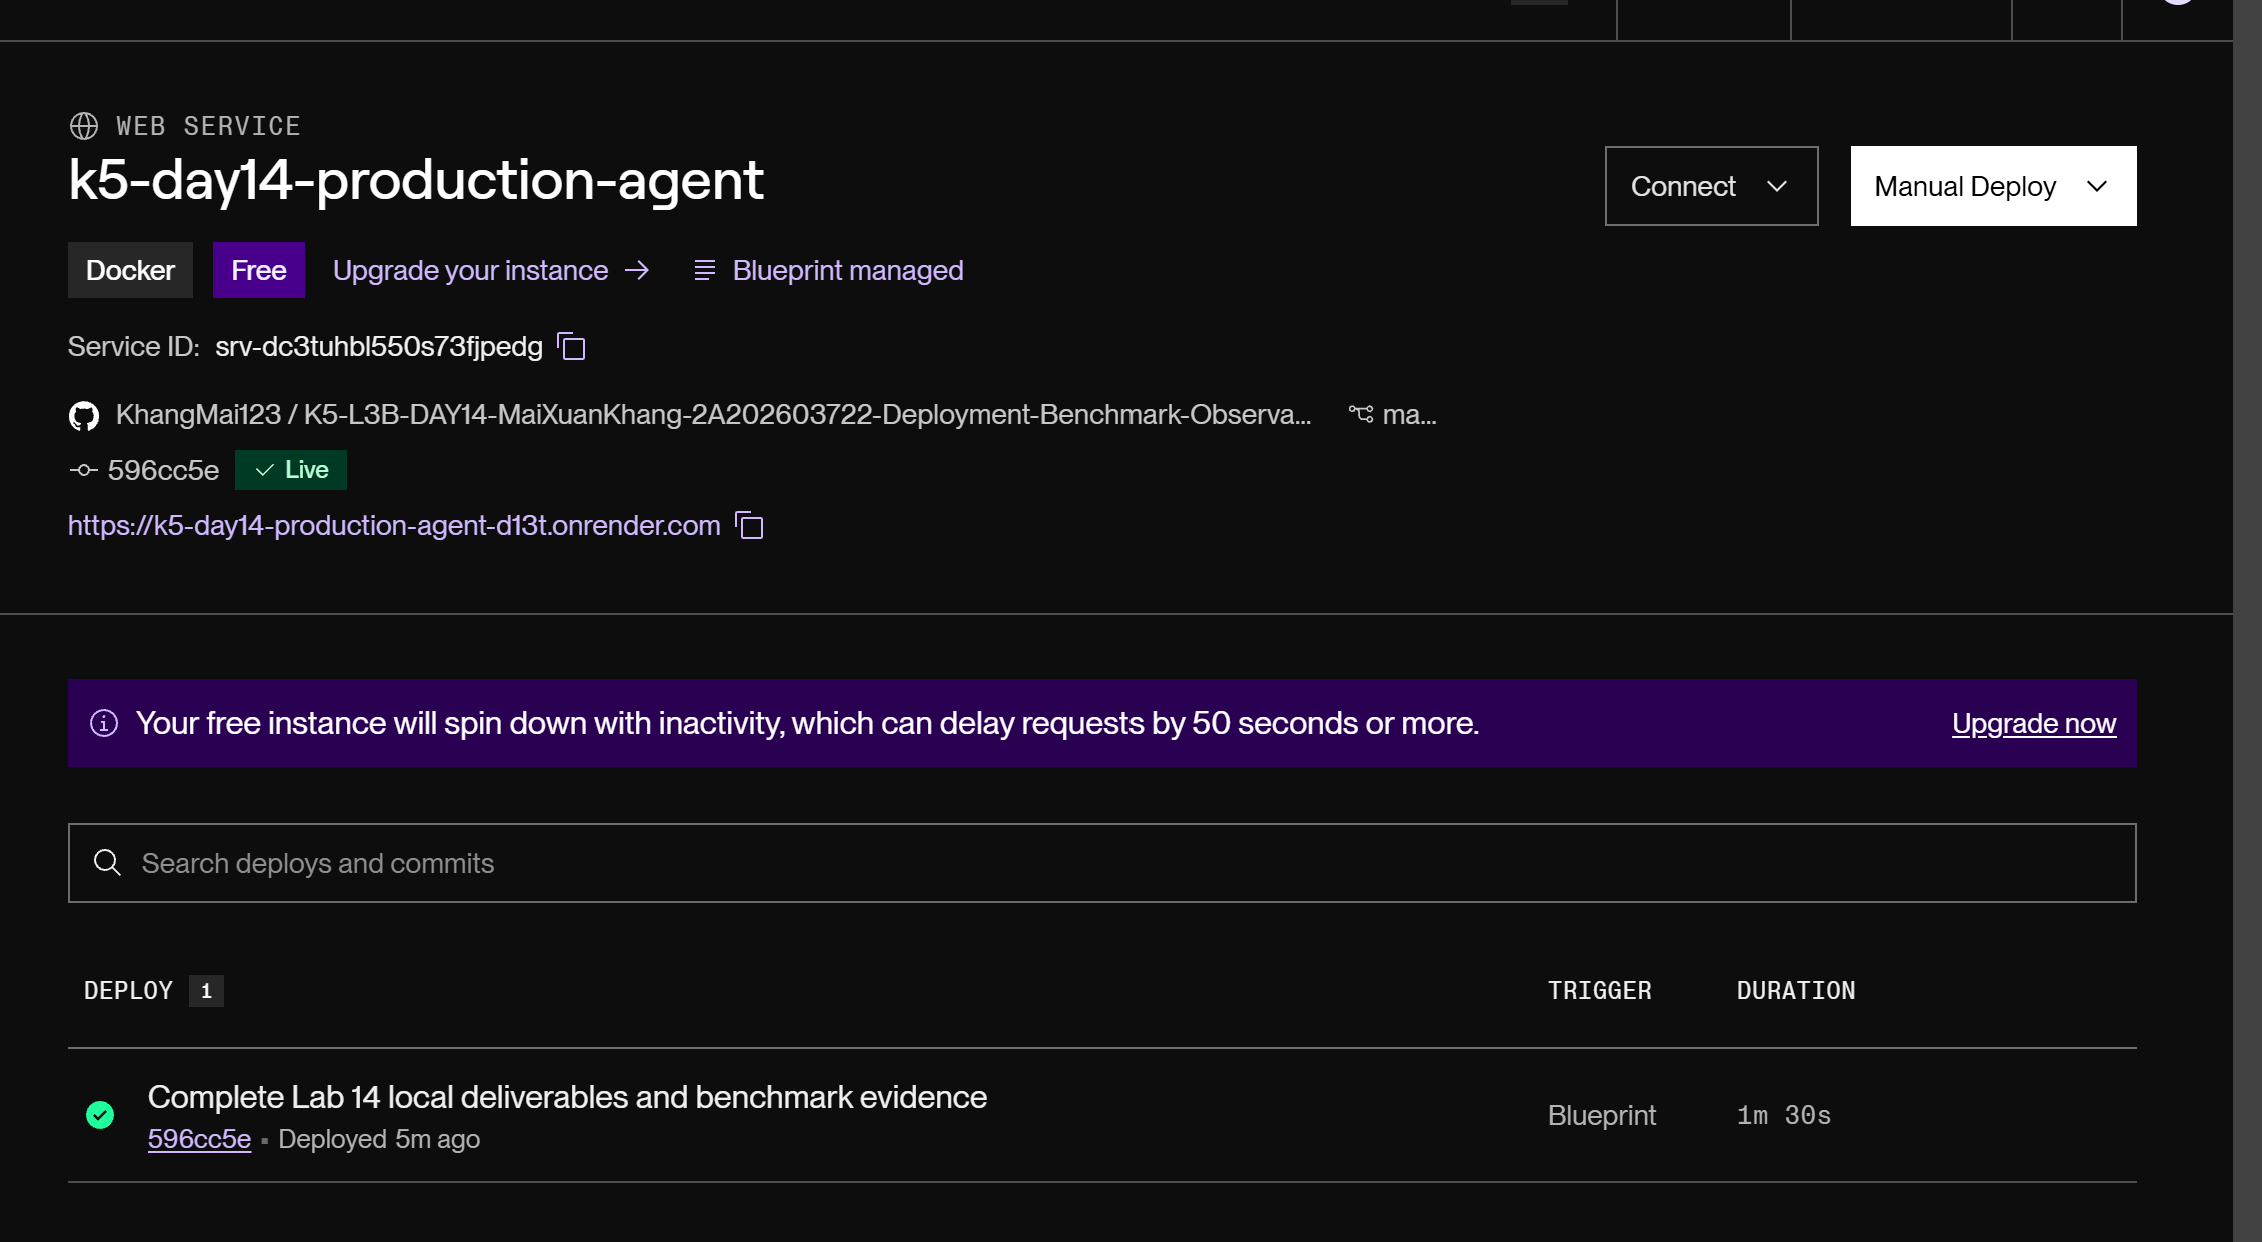 WEB SERVICE
k5-day14-production-agent
Connect
Manual Deploy
Docker
Free
Upgrade your instance →
Blueprint managed
Service ID: srv-dc3tuhbl550s73fjpedg
KhangMai123 / K5-L3B-DAY14-MaiXuanKhang-2A202603722-Deployment-Benchmark-Observa... ma...
596cc5e Live
https://k5-day14-production-agent-d13t.onrender.com
Your free instance will spin down with inactivity, which can delay requests by 50 seconds or more. Upgrade now
Search deploys and commits
DEPLOY 1 TRIGGER DURATION
Complete Lab 14 local deliverables and benchmark evidence
596cc5e ▪ Deployed 5m ago
Blueprint 1m 30s